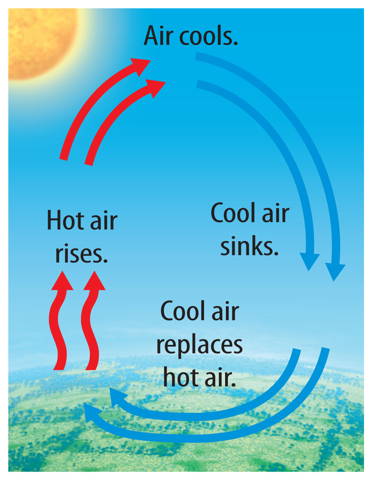 Air cools.
Hot air
rises.
Cool air
sinks.
Cool air
replaces
hot air.